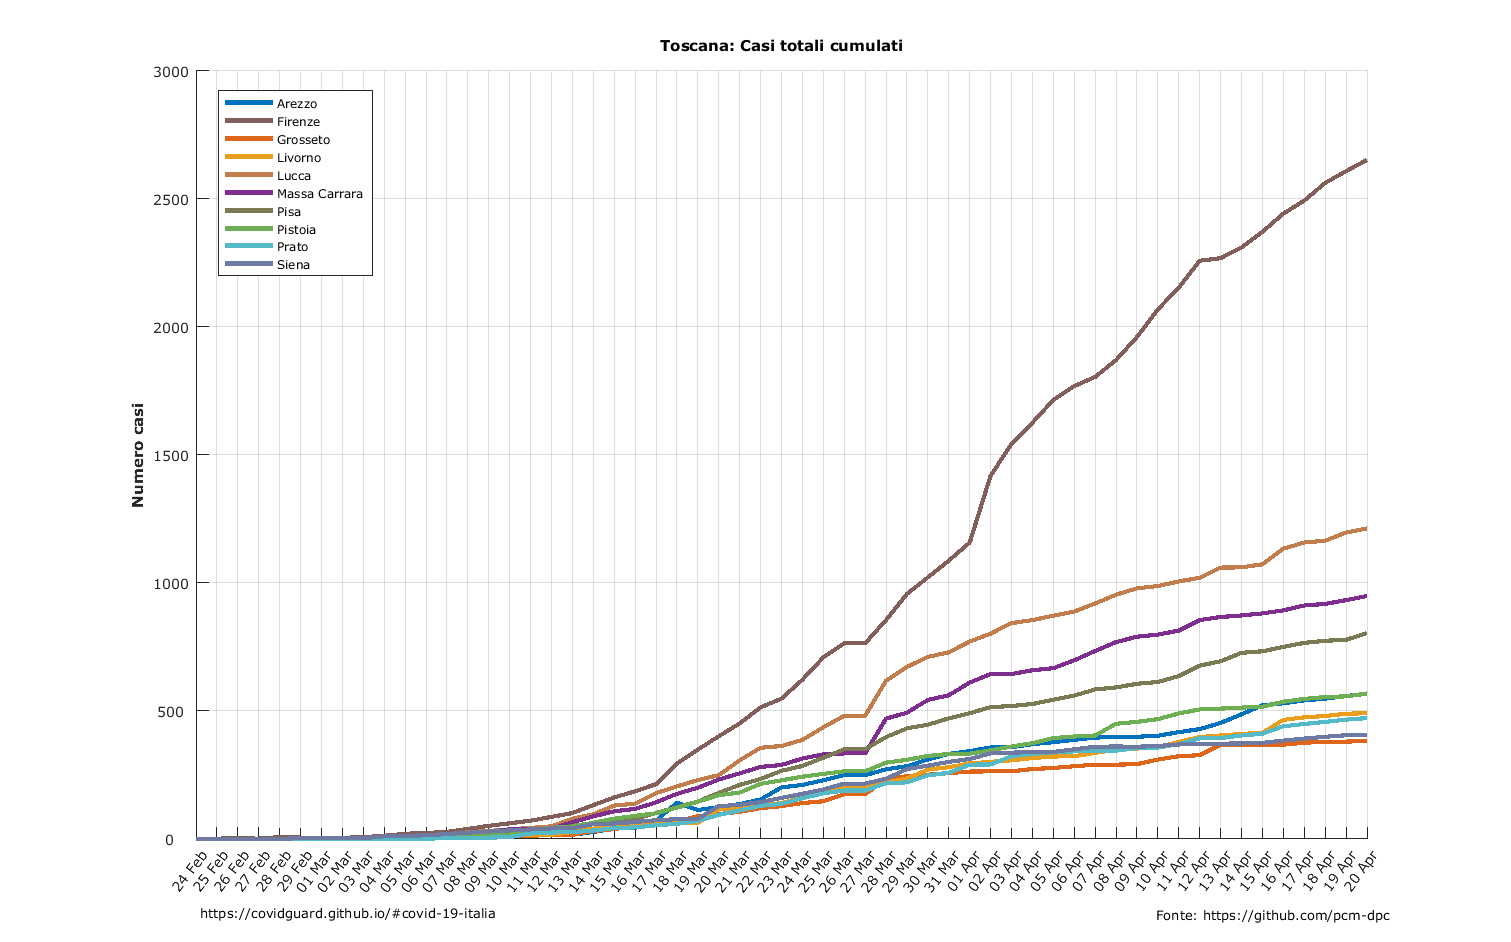 Toscana: Casi totali cumulati
3000
2500
2000
1500
1000
500
0
Numero casi
Arezzo
Firenze
Grosseto
Livorno
Lucca
Massa Carrara
Pisa
Pistoia
Prato
Siena
24 Feb
25 Feb
26 Feb
27 Feb
28 Feb
29 Feb
01 Mar
02 Mar
03 Mar
04 Mar
05 Mar
06 Mar
07 Mar
08 Mar
09 Mar
10 Mar
11 Mar
12 Mar
13 Mar
14 Mar
15 Mar
16 Mar
17 Mar
18 Mar
19 Mar
20 Mar
21 Mar
22 Mar
23 Mar
24 Mar
25 Mar
26 Mar
27 Mar
28 Mar
29 Mar
30 Mar
31 Mar
01 Apr
02 Apr
03 Apr
04 Apr
05 Apr
06 Apr
07 Apr
08 Apr
09 Apr
10 Apr
11 Apr
12 Apr
13 Apr
14 Apr
15 Apr
16 Apr
17 Apr
18 Apr
19 Apr
20 Apr
https://covidguard.github.io/#covid-19-italia
Fonte: https://github.com/pcm-dpc